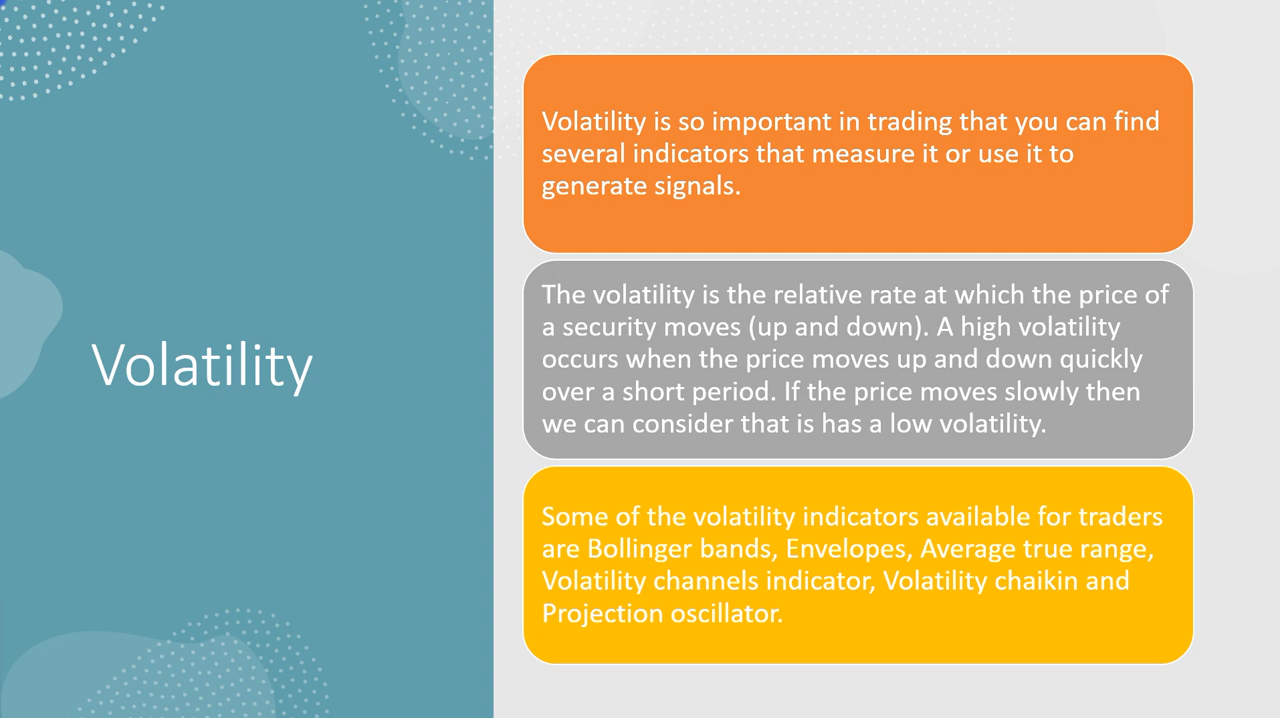 Volatility
Volatility is so important in trading that you can find
several indicators that measure it or use it to
generate signals.
The volatility is the relative rate at which the price of
a security moves (up and down). A high volatility
occurs when the price moves up and down quickly
over a short period. If the price moves slowly then
we can consider that is has a low volatility.
Some of the volatility indicators available for traders
are Bollinger bands, Envelopes, Average true range,
Volatility channels indicator, Volatility chaikin and
Projection oscillator.